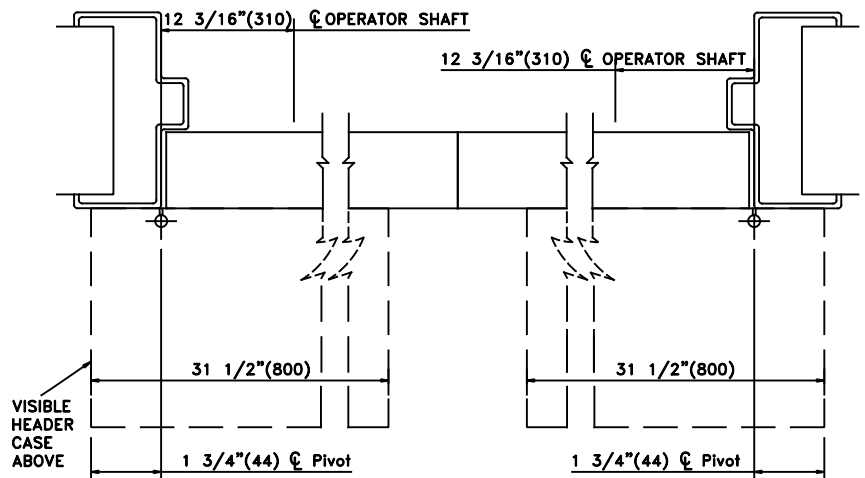 12 3/16"(310) ℄ OPERATOR SHAFT
12 3/16"(310) ℄ OPERATOR SHAFT
31 1/2"(800)
31 1/2"(800)
VISIBLE
HEADER
CASE
ABOVE
1 3/4"(44) ℄ Pivot
1 3/4"(44) ℄ Pivot